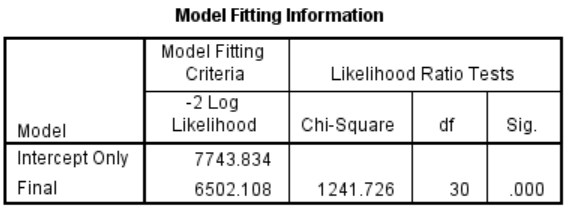 Model Fitting Information
Model Fitting Criteria Likelihood Ratio Tests
Model -2 Log Likelihood Chi-Square df Sig.
Intercept Only 7743.834
Final 6502.108 1241.726 30 .000